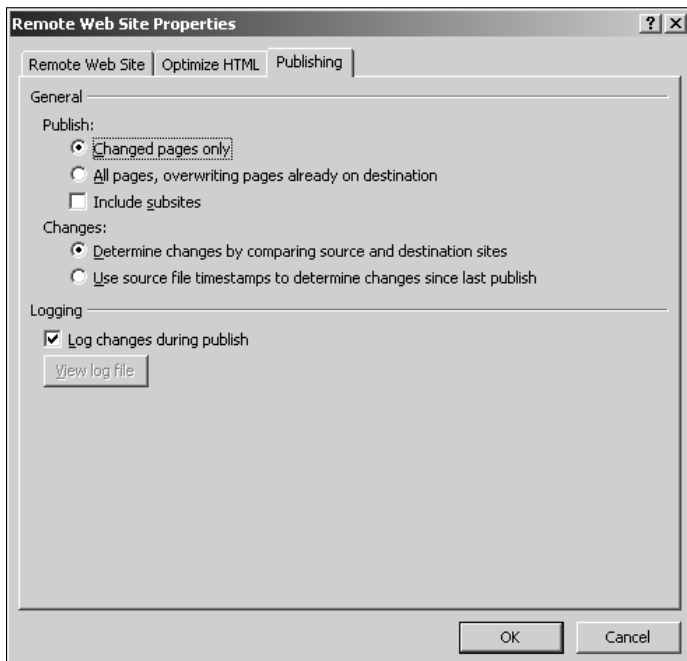 Remote Web Site Properties
Remote Web Site Optimize HTML Publishing
General
Publish:
Changed pages only
All pages, overwriting pages already on destination
Include subsites
Changes:
Determine changes by comparing source and destination sites
Use source file timestamps to determine changes since last publish
Logging
Log changes during publish
View log file
OK Cancel